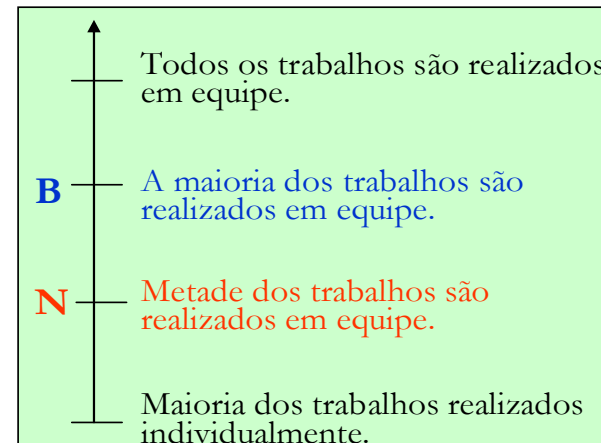 Todos os trabalhos são realizados
em equipe.
B
A maioria dos trabalhos são
realizados em equipe.
N
Metade dos trabalhos são
realizados em equipe.
Maioria dos trabalhos realizados
individualmente.